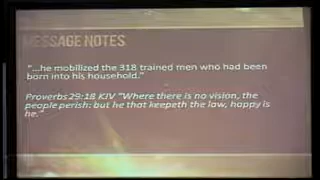 MESSAGE NOTES
"...he mobilized the 318 trained men who had been
born into his household."
Proverbs 29:18 KJV "Where there is no vision, the
people perish: but he that keepeth the law, happy is
he."